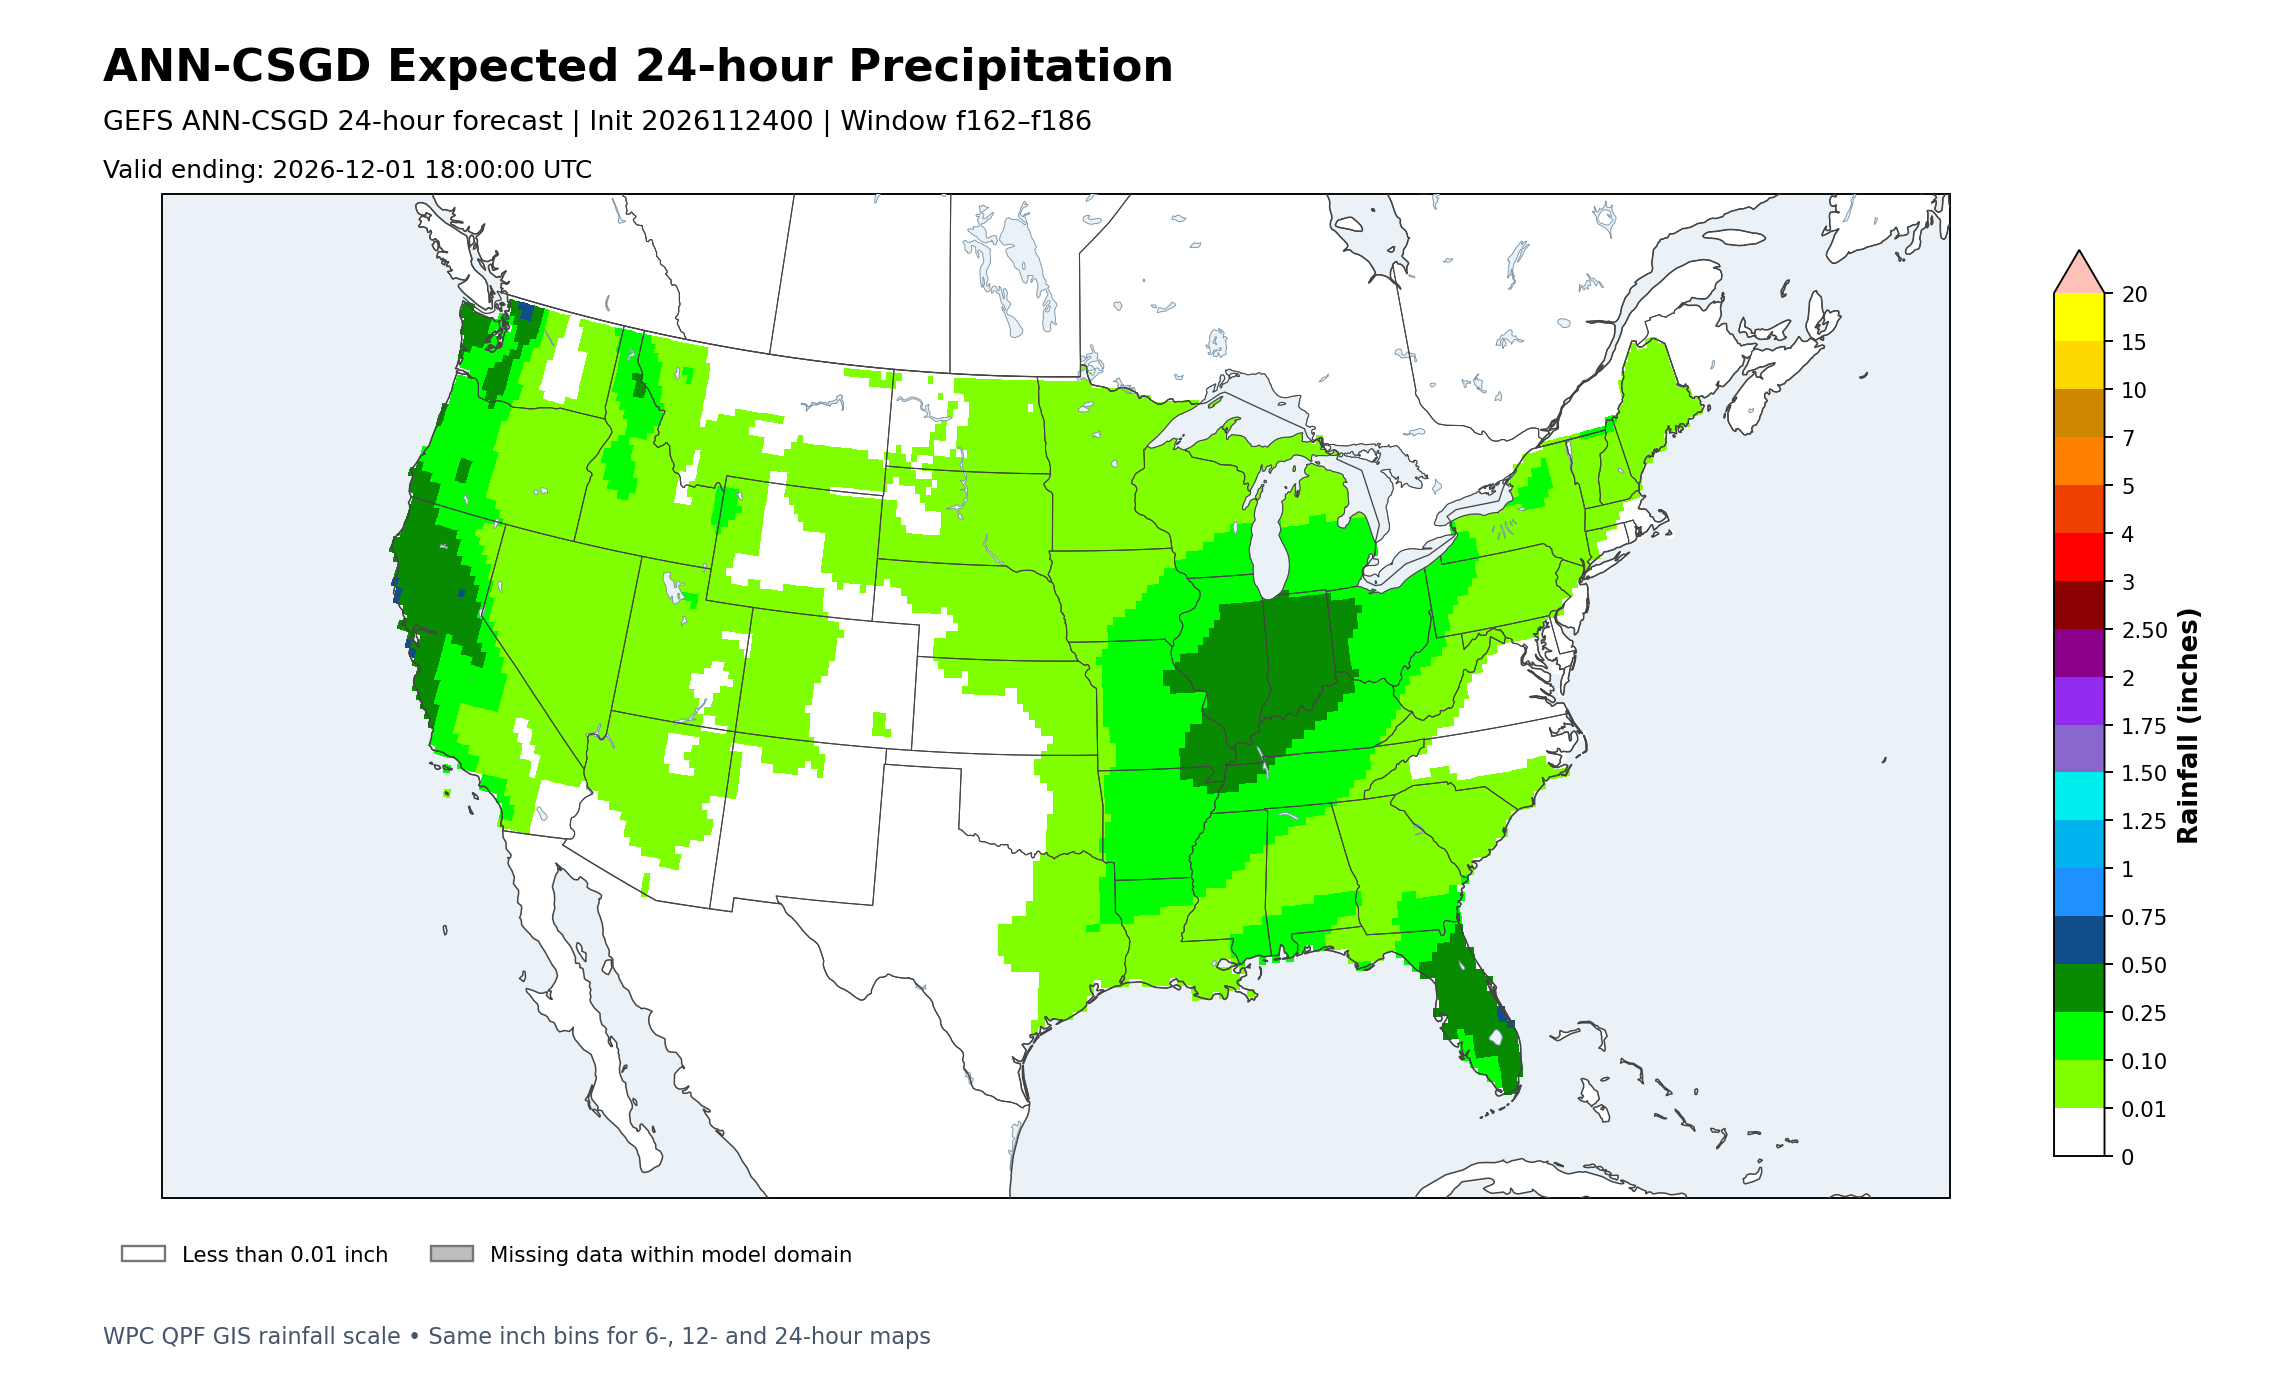 ANN-CSGD Expected 24-hour Precipitation
GEFS ANN-CSGD 24-hour forecast | Init 2026112400 | Window f162–f186
Valid ending: 2026-12-01 18:00:00 UTC
20
15
10
7
5
4
3
2.50
2
1.75
1.50
1.25
1
0.75
0.50
0.25
0.10
0.01
0
Rainfall (inches)
Less than 0.01 inch
Missing data within model domain
WPC QPF GIS rainfall scale • Same inch bins for 6-, 12- and 24-hour maps